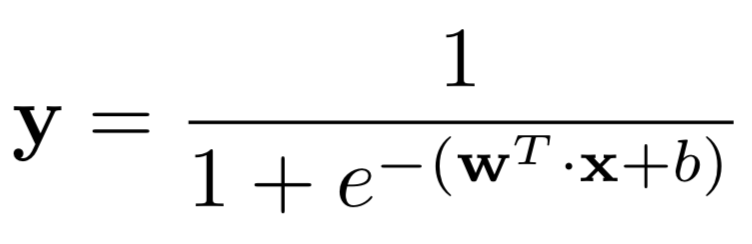 𝐲 = 1 / (1 + e^{−(𝐰^T · 𝐱 + b)})